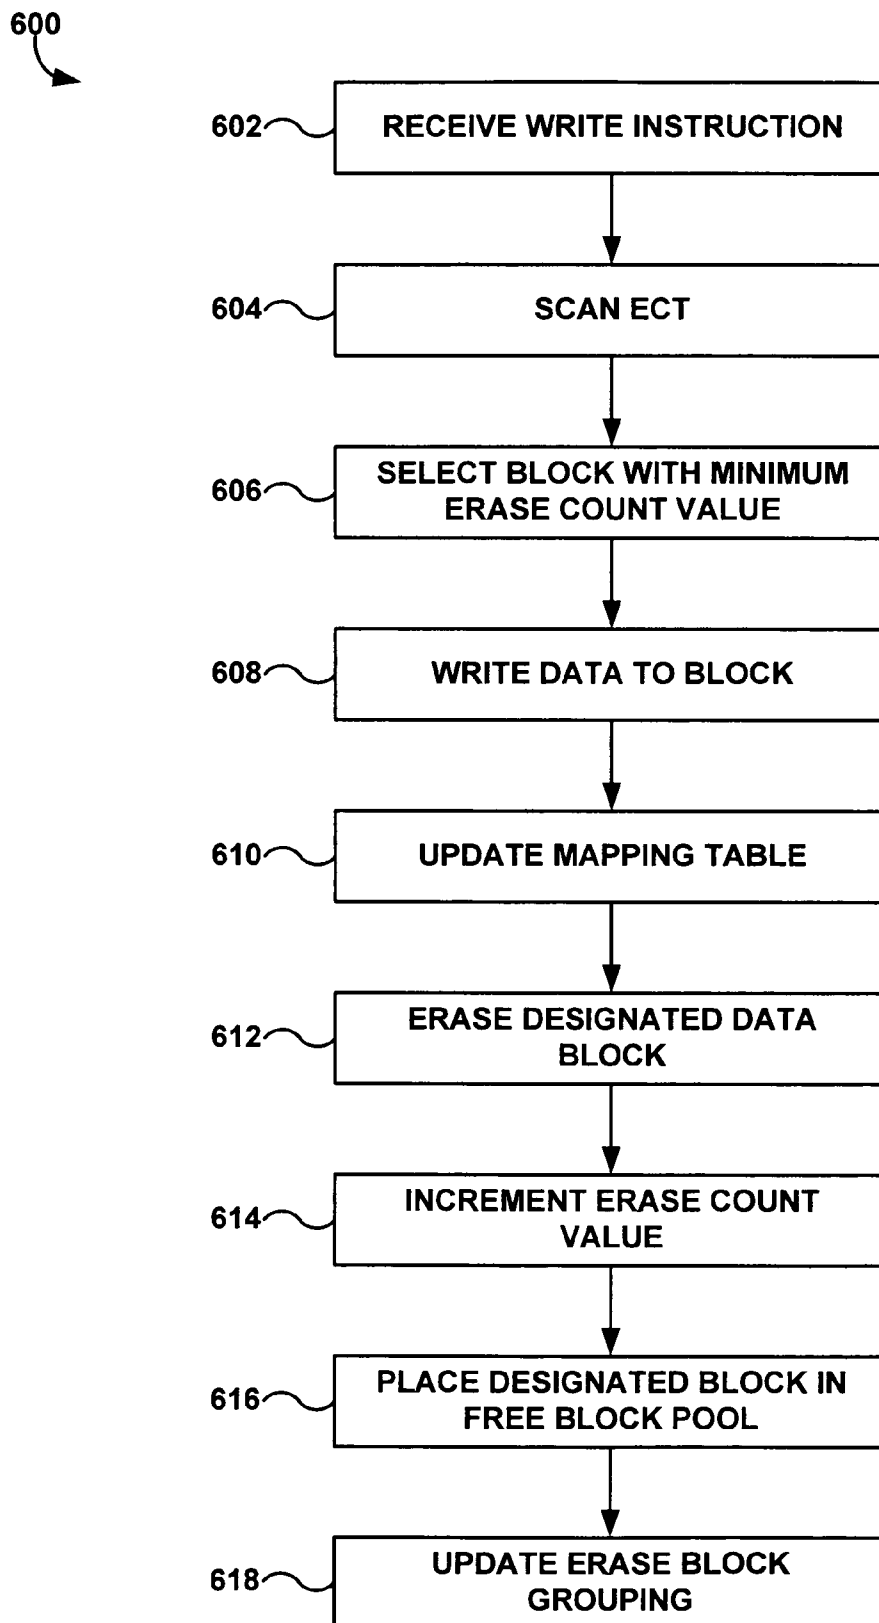 600
602
RECEIVE WRITE INSTRUCTION
604
SCAN ECT
606
SELECT BLOCK WITH MINIMUM
ERASE COUNT VALUE
608
WRITE DATA TO BLOCK
610
UPDATE MAPPING TABLE
612
ERASE DESIGNATED DATA
BLOCK
614
INCREMENT ERASE COUNT
VALUE
616
PLACE DESIGNATED BLOCK IN
FREE BLOCK POOL
618
UPDATE ERASE BLOCK
GROUPING